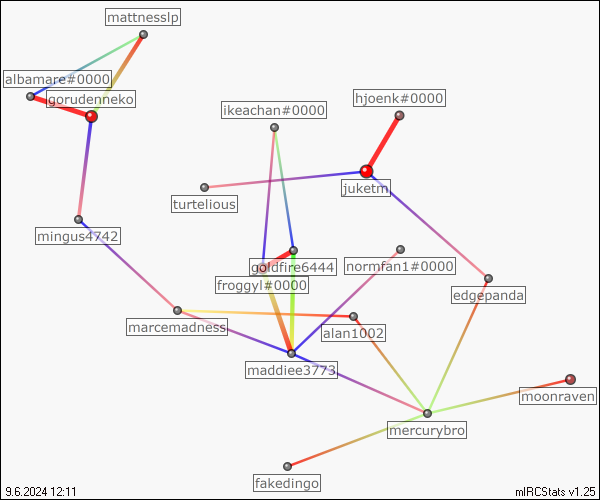 mattnesslp
albamare#0000
gorudenneko
hjoenk#0000
ikeachan#0000
juketm
turtelious
mingus4742
goldfire6444
normfan1#0000
froggyl#0000
edgepanda
marcemadness
alan1002
maddiee3773
moonraven
mercurybro
fakedingo
9.6.2024 12:11
mIRCStats v1.25